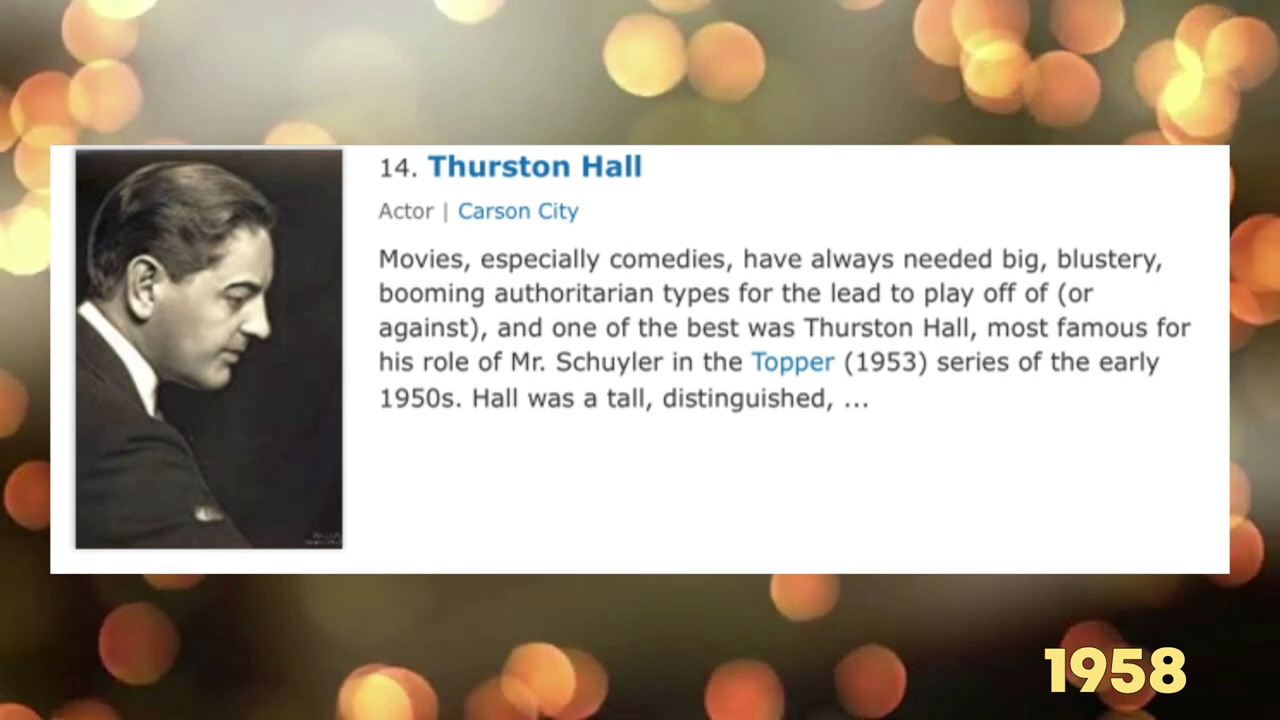 14. Thurston Hall
Actor | Carson City
Movies, especially comedies, have always needed big, blustery,
booming authoritarian types for the lead to play off of (or
against), and one of the best was Thurston Hall, most famous for
his role of Mr. Schuyler in the Topper (1953) series of the early
1950s. Hall was a tall, distinguished, ...
1958